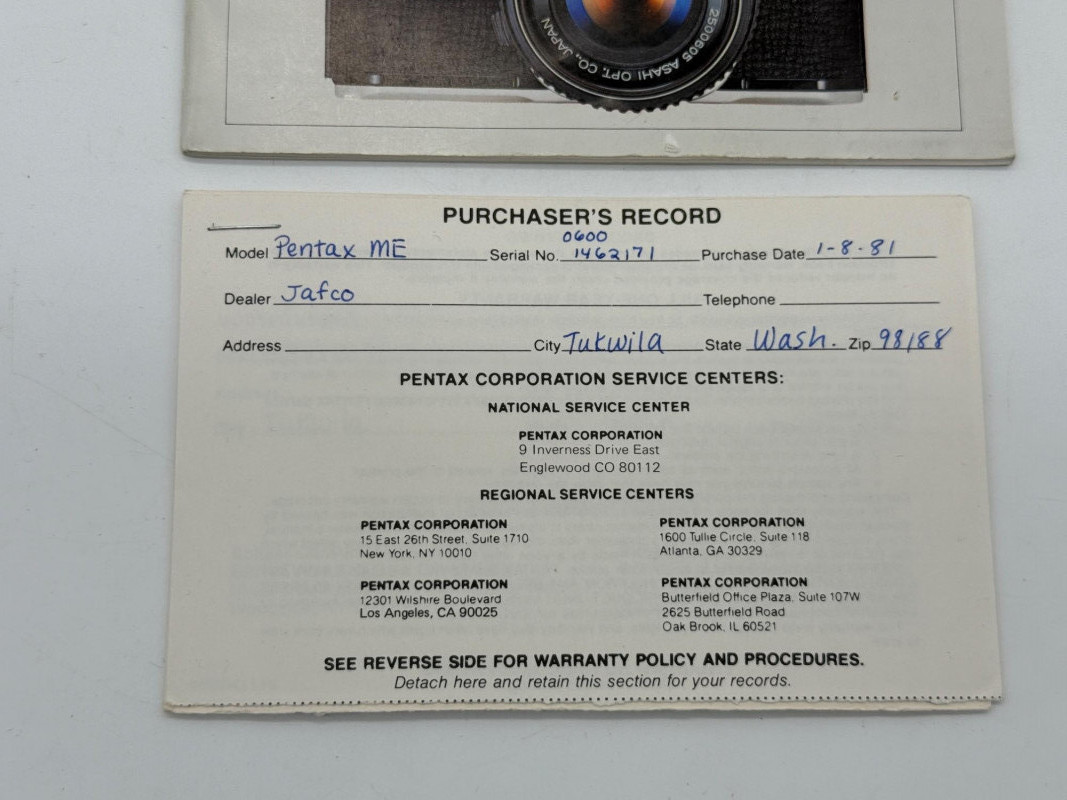 2500605 ASAHI OPT. CO., JAPAN
PURCHASER'S RECORD
0600
Model Pentax ME Serial No. 1462171 Purchase Date 1-8-81
Dealer Jafco Telephone
Address City Tukwila State Wash. Zip 98188
PENTAX CORPORATION SERVICE CENTERS:
NATIONAL SERVICE CENTER
PENTAX CORPORATION
9 Inverness Drive East
Englewood CO 80112
REGIONAL SERVICE CENTERS
PENTAX CORPORATION
15 East 26th Street, Suite 1710
New York, NY 10010
PENTAX CORPORATION
1600 Tullie Circle, Suite 118
Atlanta, GA 30329
PENTAX CORPORATION
12301 Wilshire Boulevard
Los Angeles, CA 90025
PENTAX CORPORATION
Butterfield Office Plaza, Suite 107W
2625 Butterfield Road
Oak Brook, IL 60521
SEE REVERSE SIDE FOR WARRANTY POLICY AND PROCEDURES.
Detach here and retain this section for your records.